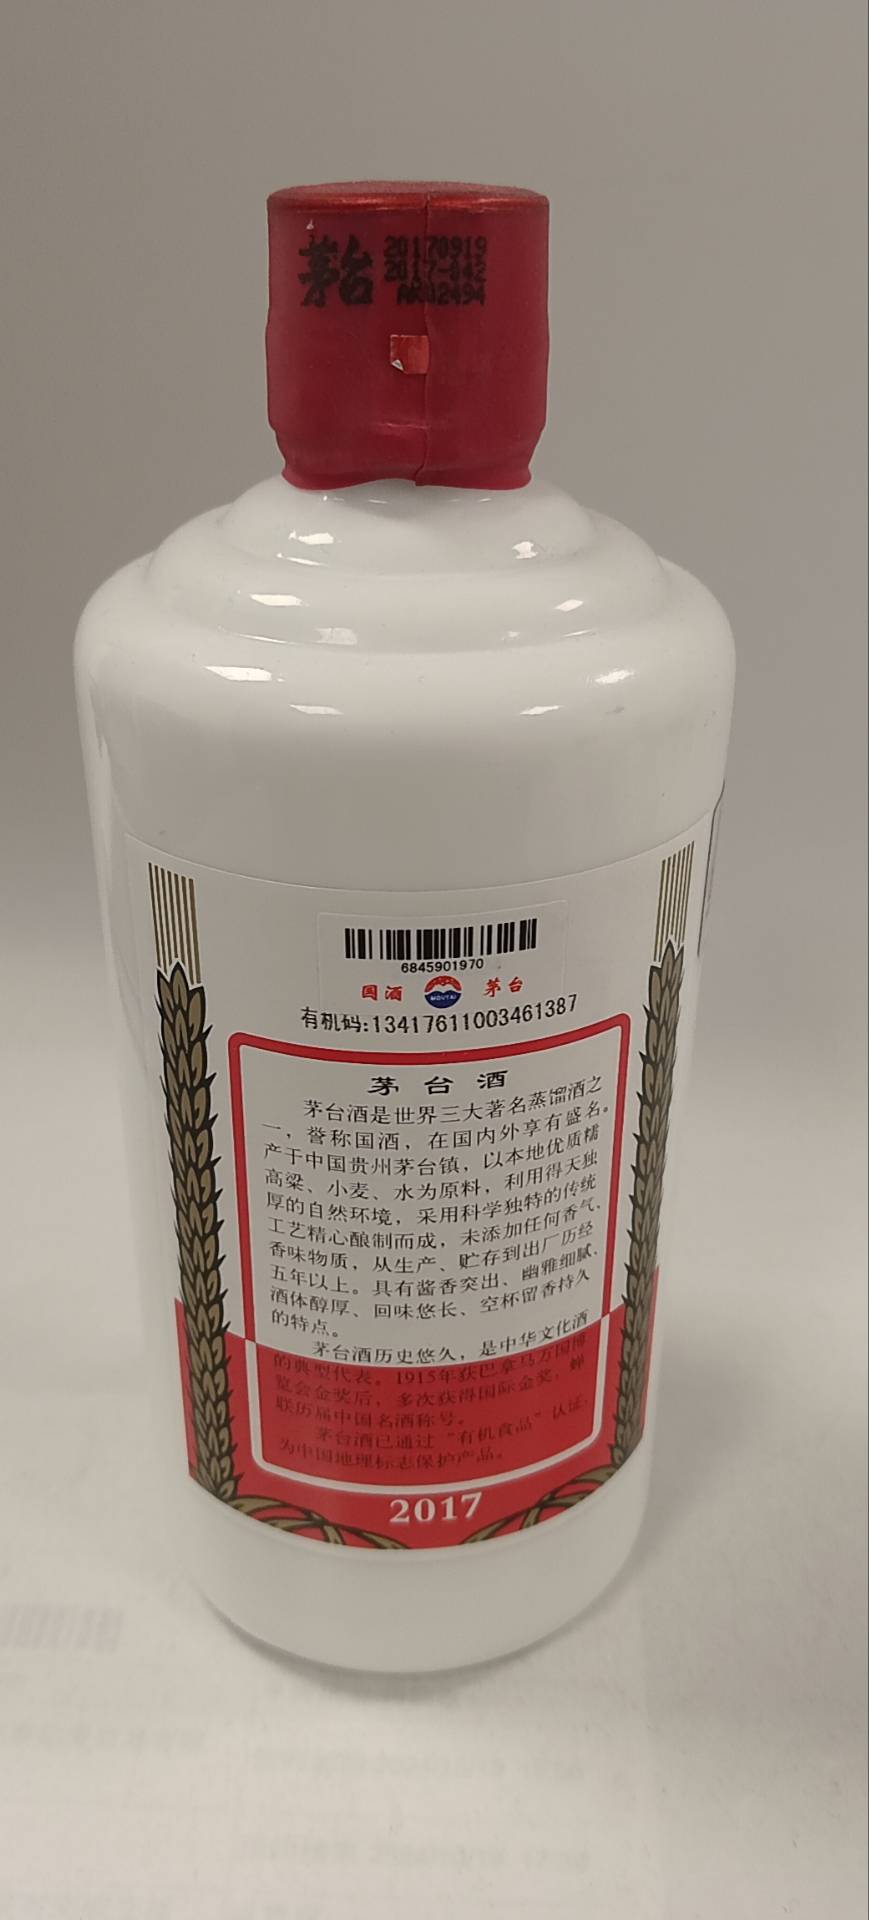 茅台
20170919
2017-042
6845901970
国酒 MOUTAI 茅台
有机码:13417611003461387
茅台酒
茅台酒是世界三大著名蒸馏酒之
一，誉称国酒，在国内外享有盛名。
产于中国贵州茅台镇，以本地优质糯
高粱、小麦、水为原料，利用得天独
厚的自然环境，采用科学独特的传统
工艺精心酿制而成，未添加任何香气、
香味物质，从生产、贮存到出厂历经
五年以上。具有酱香突出、幽雅细腻、
酒体醇厚、回味悠长、空杯留香持久
的特点。
茅台酒历史悠久，是中华文化酒
的典型代表。1915年获巴拿马万国博
览会金奖后，多次获得国际金奖，蝉
联历届中国名酒称号。
茅台酒已通过“有机食品”认证，
为中国地理标志保护产品。
2017